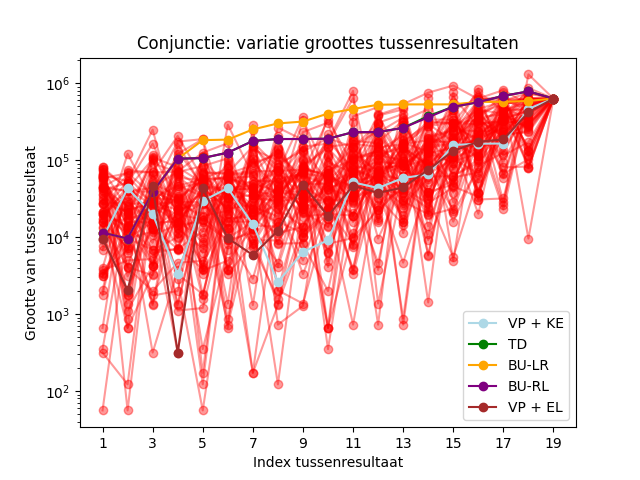 Conjunctie: variatie groottes tussenresultaten
Grootte van tussenresultaat
10^6
10^5
10^4
10^3
10^2
1 3 5 7 9 11 13 15 17 19
Index tussenresultaat
VP + KE
TD
BU-LR
BU-RL
VP + EL